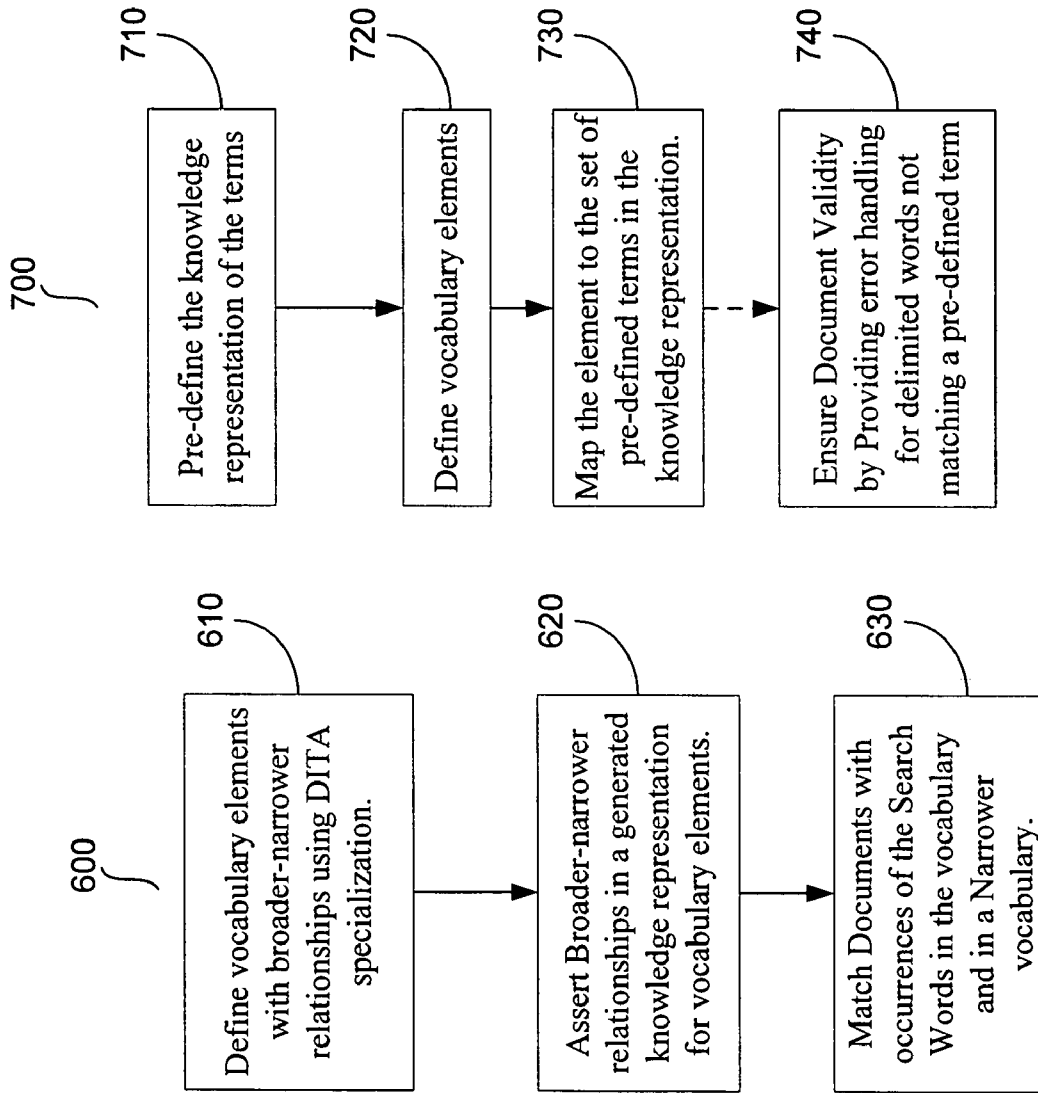 600
610
Define vocabulary elements
with broader-narrower
relationships using DITA
specialization.
620
Assert Broader-narrower
relationships in a generated
knowledge representation
for vocabulary elements.
630
Match Documents with
occurrences of the Search
Words in the vocabulary
and in a Narrower
vocabulary.
700
710
Pre-define the knowledge
representation of the terms
720
Define vocabulary elements
730
Map the element to the set of
pre-defined terms in the
knowledge representation.
740
Ensure Document Validity
by Providing error handling
for delimited words not
matching a pre-defined term